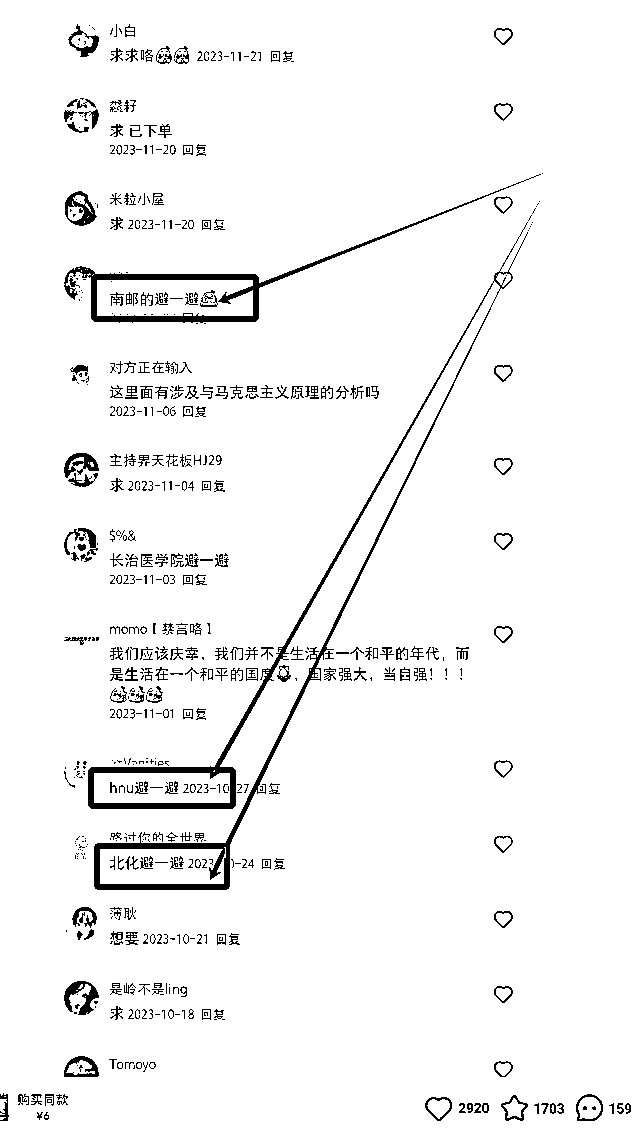 小白
求求咯 2023-11-21 回复
求 已下单
2023-11-20 回复
米粒小屋
求 2023-11-20 回复
南邮的避一避
对方正在输入
这里面有涉及与马克思主义原理的分析吗
2023-11-06 回复
主持界天花板HJ29
求 2023-11-04 回复
$%&
长治医学院避一避
2023-11-03 回复
momo【禁言咯】
我们应该庆幸，我们并不是生活在一个和平的年代，而
是生活在一个和平的国度，国家强大，当自强！！！
2023-11-01 回复
hnu避一避 2023-10-27 回复
路过你的全世界
北化避一避 2023-10-24 回复
薄耿
想要 2023-10-21 回复
是岭不是ling
求 2023-10-18 回复
Tomoyo
购买同款
¥6
2920 1703 159